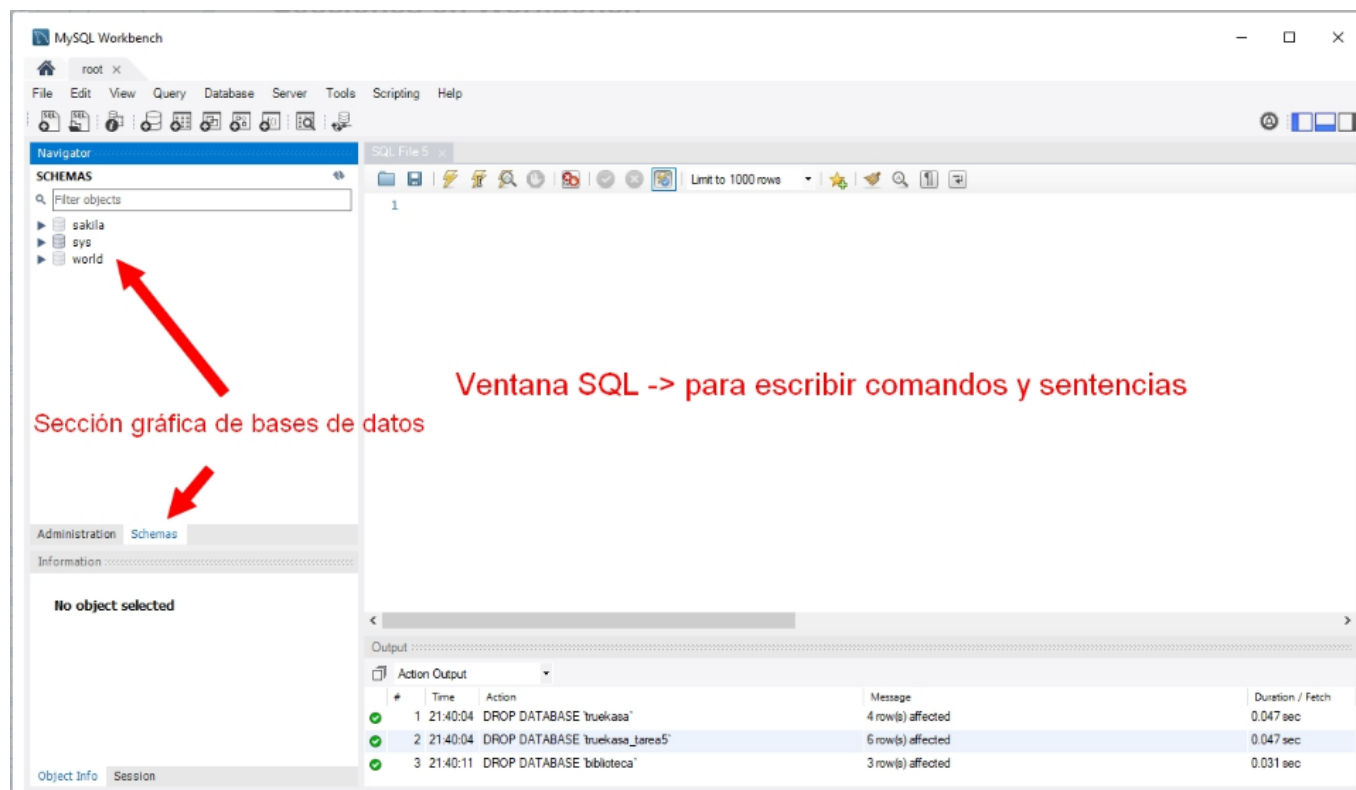 MySQL Workbench
root
File Edit View Query Database Server Tools Scripting Help
Navigator
SCHEMAS
Filter objects
sakila
sys
world
Sección gráfica de bases de datos
Administration Schemas
Information
No object selected
Object Info Session
SQL File 5
Limit to 1000 rows
1
Ventana SQL -> para escribir comandos y sentencias
Output
Action Output
# Time Action Message Duration / Fetch
1 21:40:04 DROP DATABASE `truekasa` 4 row(s) affected 0.047 sec
2 21:40:04 DROP DATABASE `truekasa_tarea5` 6 row(s) affected 0.047 sec
3 21:40:11 DROP DATABASE `biblioteca` 3 row(s) affected 0.031 sec